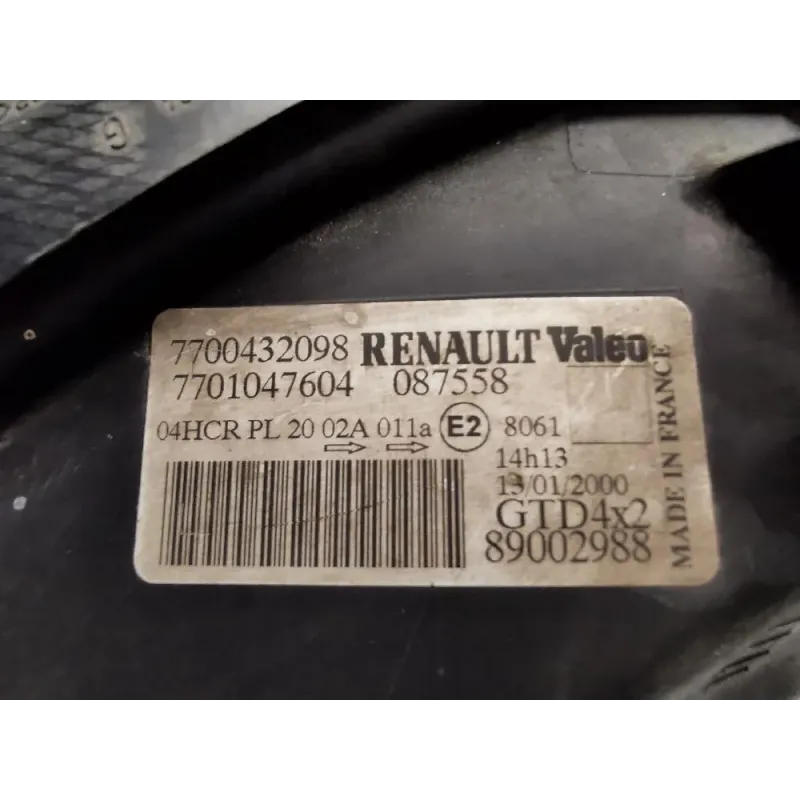 7700432098 RENAULT Valeo
7701047604 087558
04HCR PL 20 02A 011a E2 8061
14h13
13/01/2000
GTD4x2
89002988
MADE IN FRANCE
G